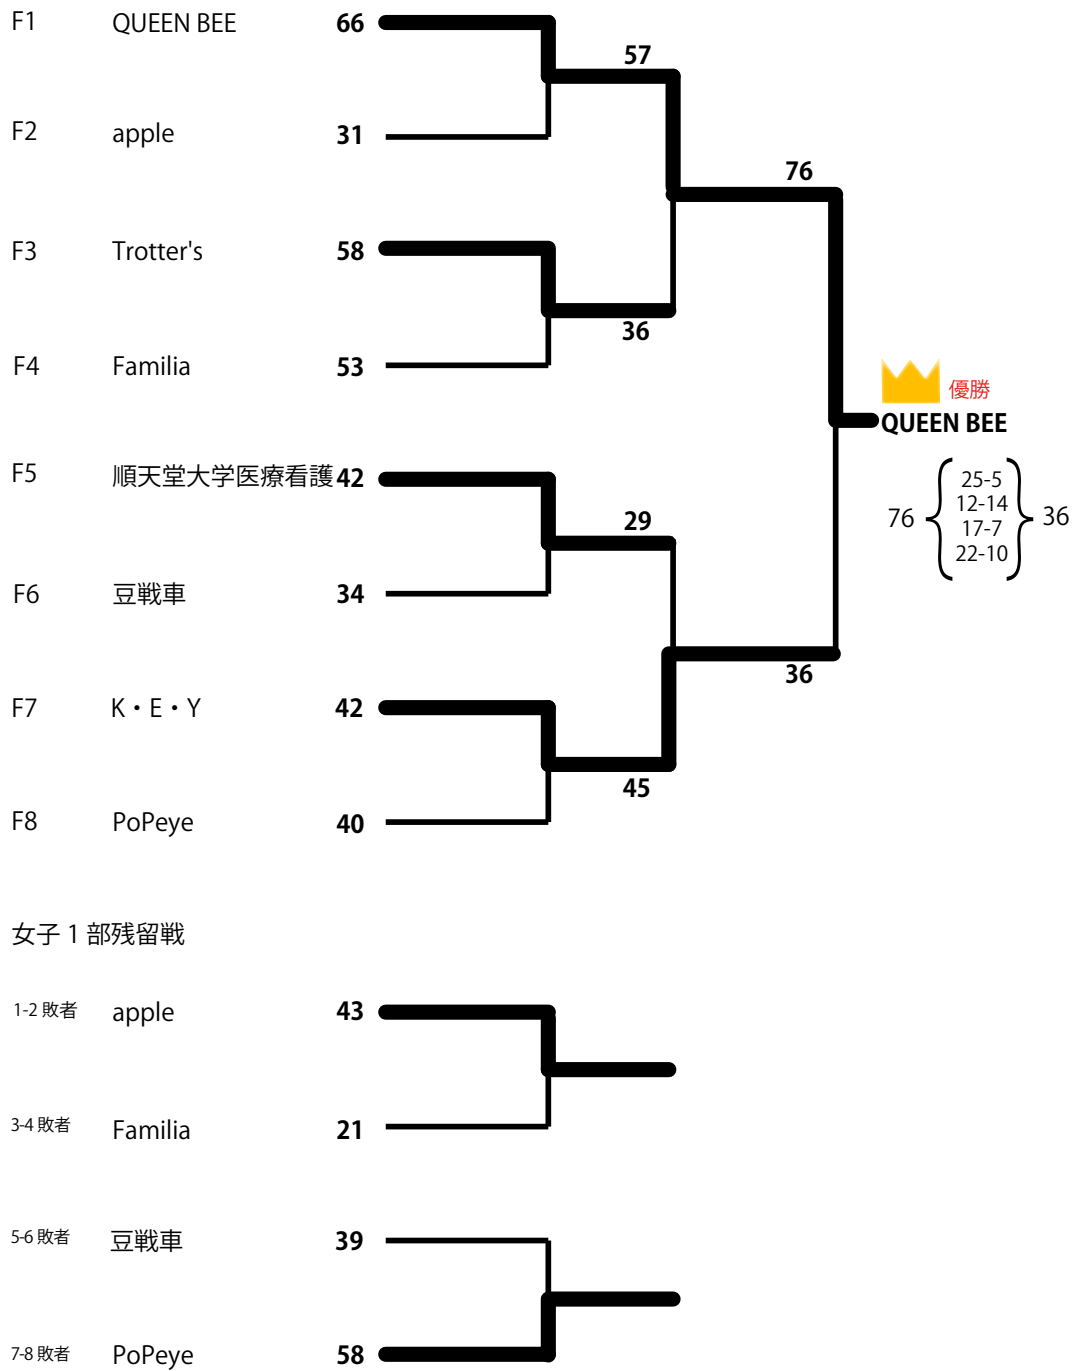 F1 QUEEN BEE 66
57
F2 apple 31
76
F3 Trotter's 58
36
F4 Familia 53
優勝
QUEEN BEE
F5 順天堂大学医療看護 42
25-5
12-14
76 17-7 36
22-10
29
F6 豆戦車 34
36
F7 K・E・Y 42
45
F8 PoPeye 40
女子1部残留戦
1-2敗者 apple 43
3-4敗者 Familia 21
5-6敗者 豆戦車 39
7-8敗者 PoPeye 58